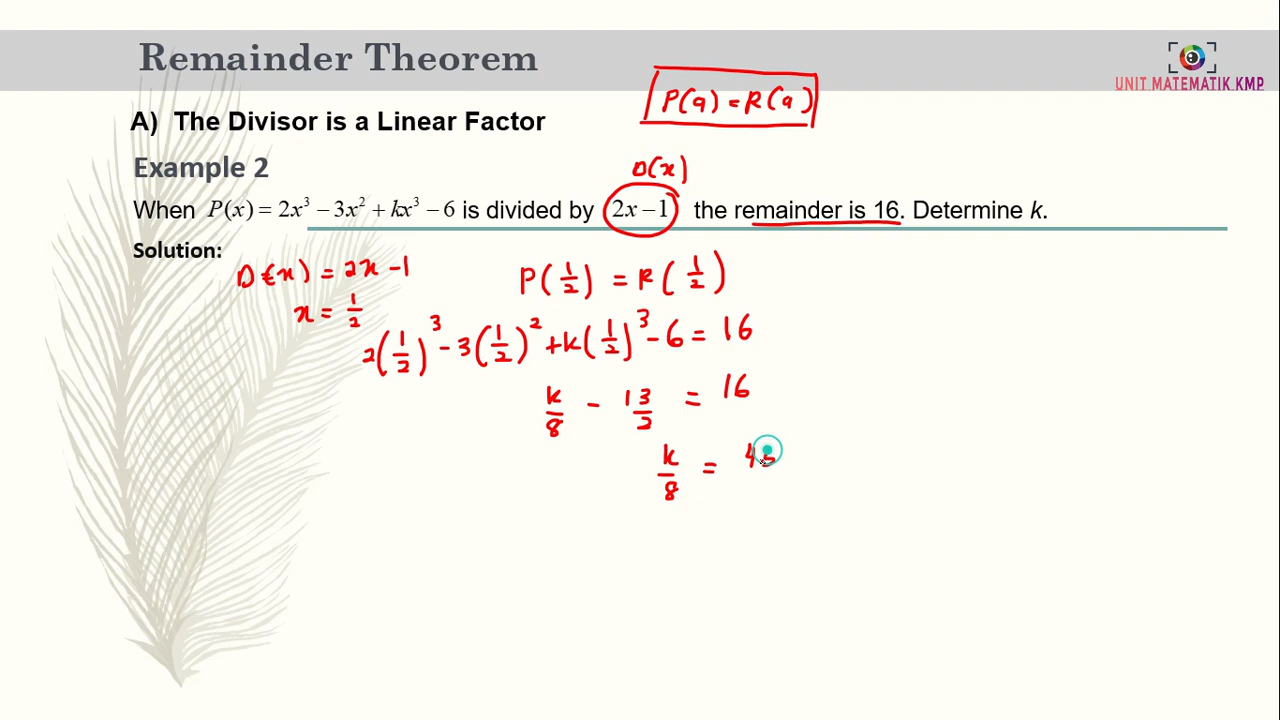 Remainder Theorem
UNIT MATEMATIK KMP
P(a) = R(a)
A) The Divisor is a Linear Factor
Example 2
D(x)
When P(x) = 2x³ − 3x² + kx³ − 6 is divided by 2x − 1 the remainder is 16. Determine k.
Solution:
D(x) = 2x - 1
P(1/2) = R(1/2)
x = 1/2
2(1/2)³ - 3(1/2)² + k(1/2)³ - 6 = 16
k/8 - 13/2 = 16
k/8 = 45